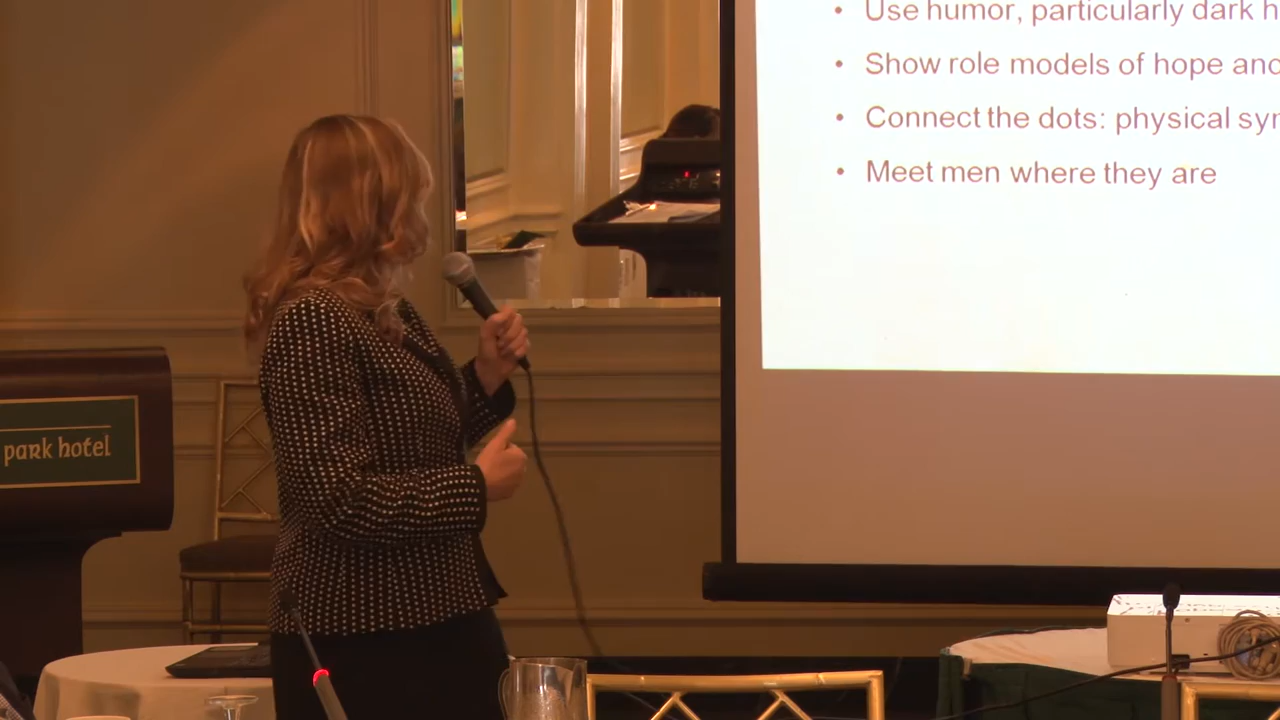 • Use humor, particularly dark
• Show role models of hope
• Connect the dots: physical
• Meet men where they are
park hotel